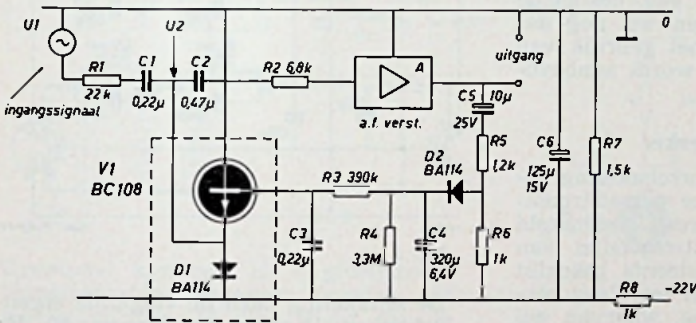 U1
U2
0
R1
22 k
C1
0,22µ
C2
0,47µ
R2 6,8k
A
a.f. verst.
uitgang
ingangssignaal
C5
10µ
25V
R5
1,2k
C6
125µ
15V
R7
1,5k
V1
BC108
D2
BA114
R3 390k
C3
0,22µ
R4
3,3M
C4
320µ
6,4V
R6
1k
D1
BA114
R8
1k
-22V